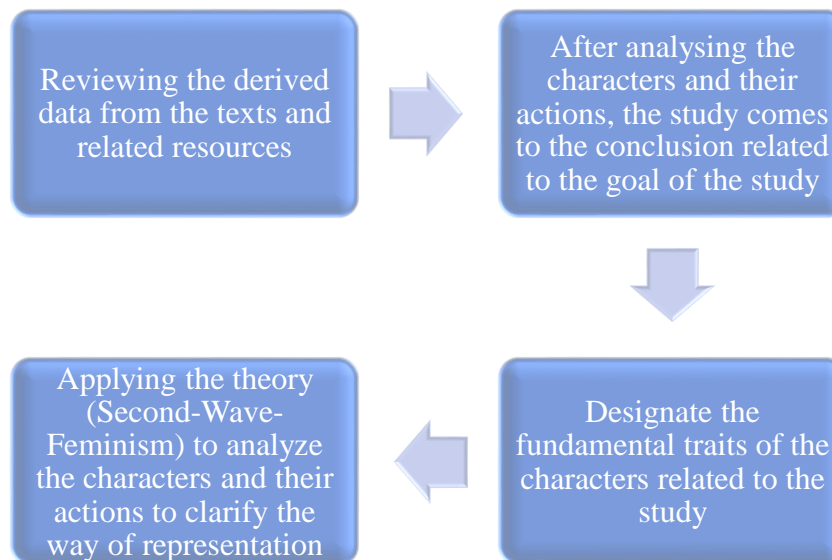 Reviewing the derived
data from the texts and
related resources
After analysing the
characters and their
actions, the study comes
to the conclusion related
to the goal of the study
Designate the
fundamental traits of the
characters related to the
study
Applying the theory
(Second-Wave-
Feminism) to analyze
the characters and their
actions to clarify the
way of representation